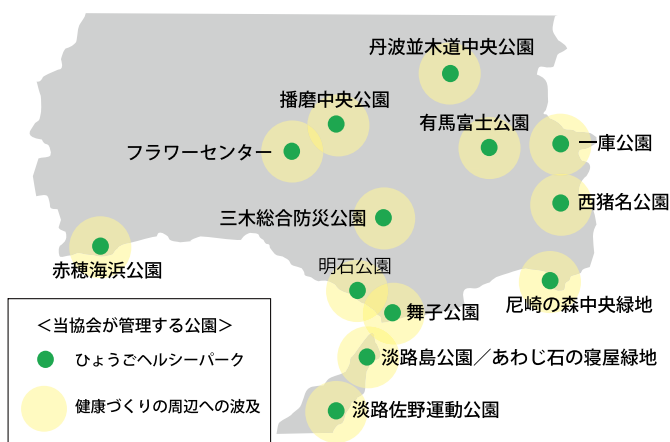 丹波並木道中央公園
播磨中央公園
有馬富士公園
フラワーセンター
一庫公園
西猪名公園
三木総合防災公園
赤穂海浜公園
明石公園
尼崎の森中央緑地
舞子公園
淡路島公園／あわじ石の寝屋緑地
淡路佐野運動公園
＜当協会が管理する公園＞
ひょうごヘルシーパーク
健康づくりの周辺への波及